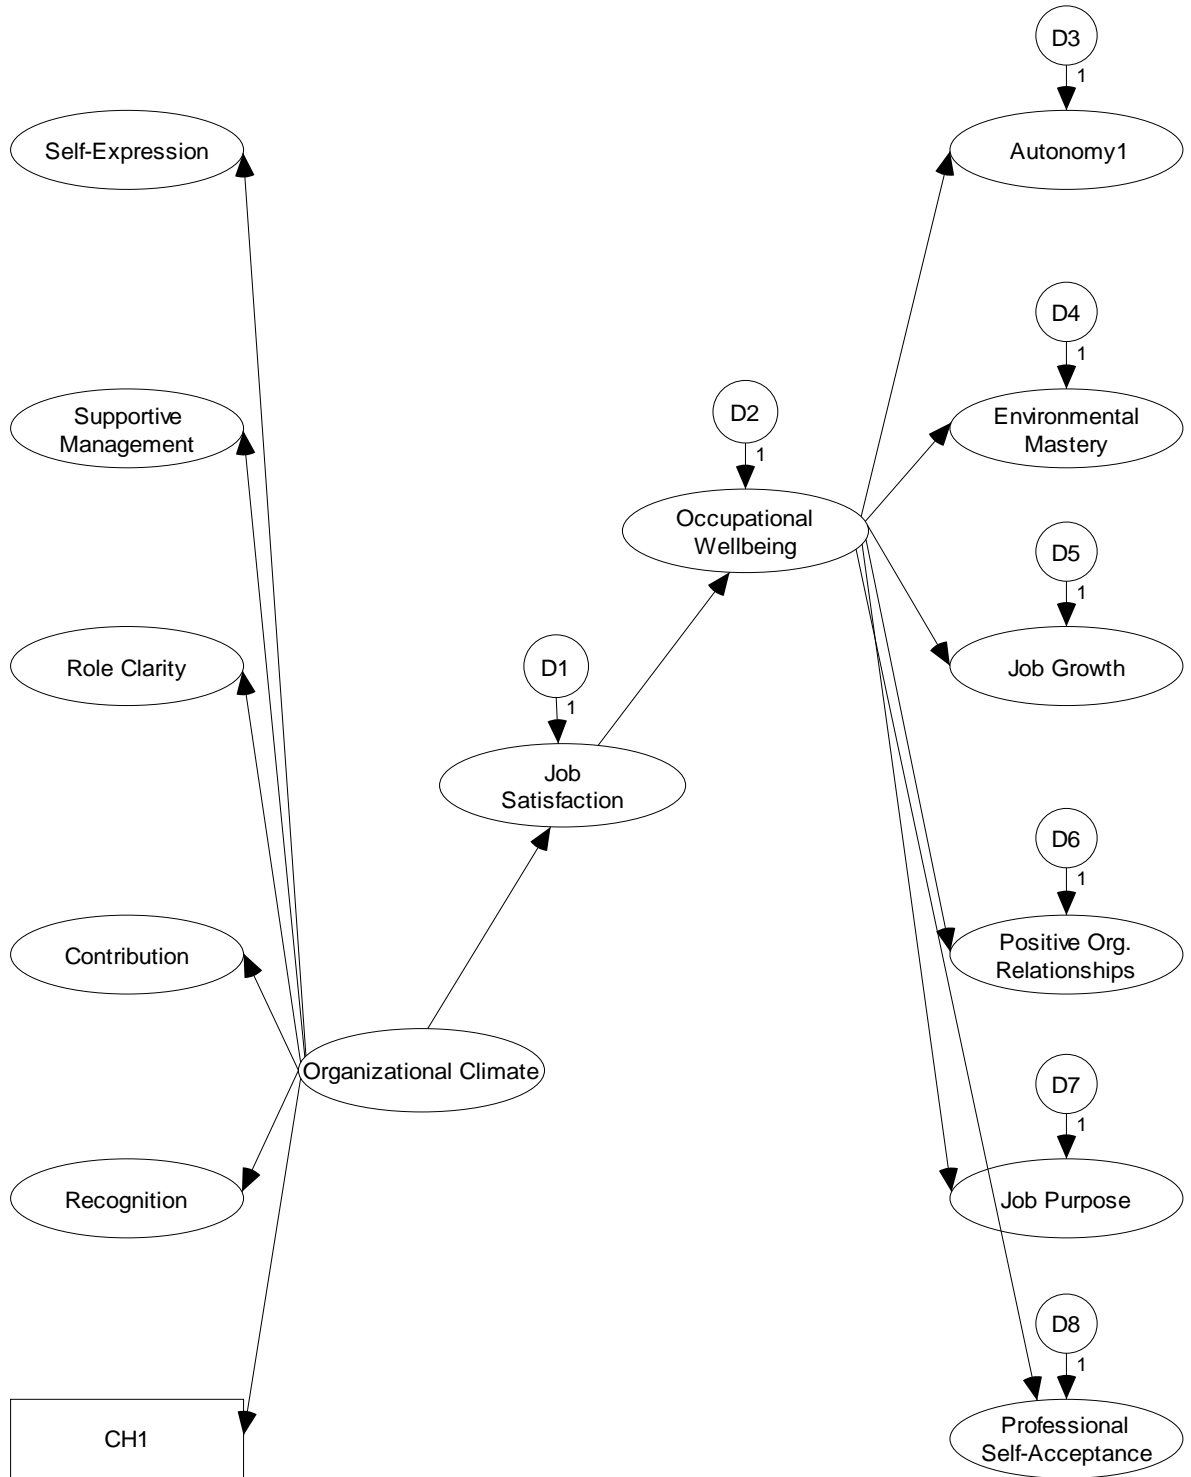 D3
1
Autonomy1
Self-Expression
D4
1
Environmental
Mastery
Supportive
Management
D2
1
Occupational
Wellbeing
D5
1
Job Growth
Role Clarity
D1
1
Job
Satisfaction
D6
1
Positive Org.
Relationships
Contribution
Organizational Climate
D7
1
Job Purpose
Recognition
D8
1
Professional
Self-Acceptance
CH1